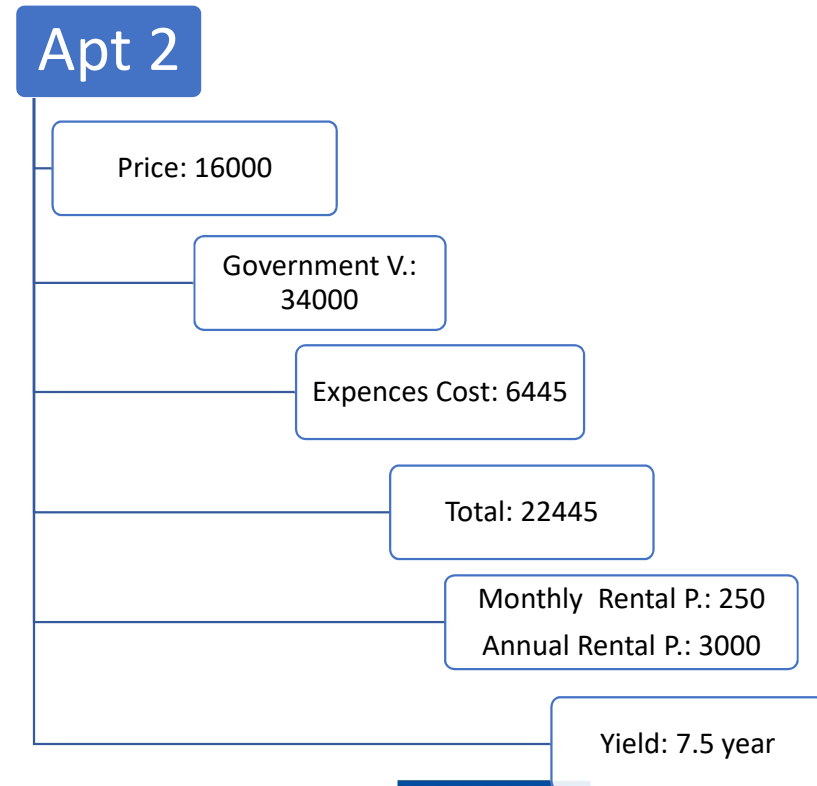 Apt 2
Price: 16000
Government V.:
34000
Expences Cost: 6445
Total: 22445
Monthly  Rental P.: 250
Annual Rental P.: 3000
Yield: 7.5 year